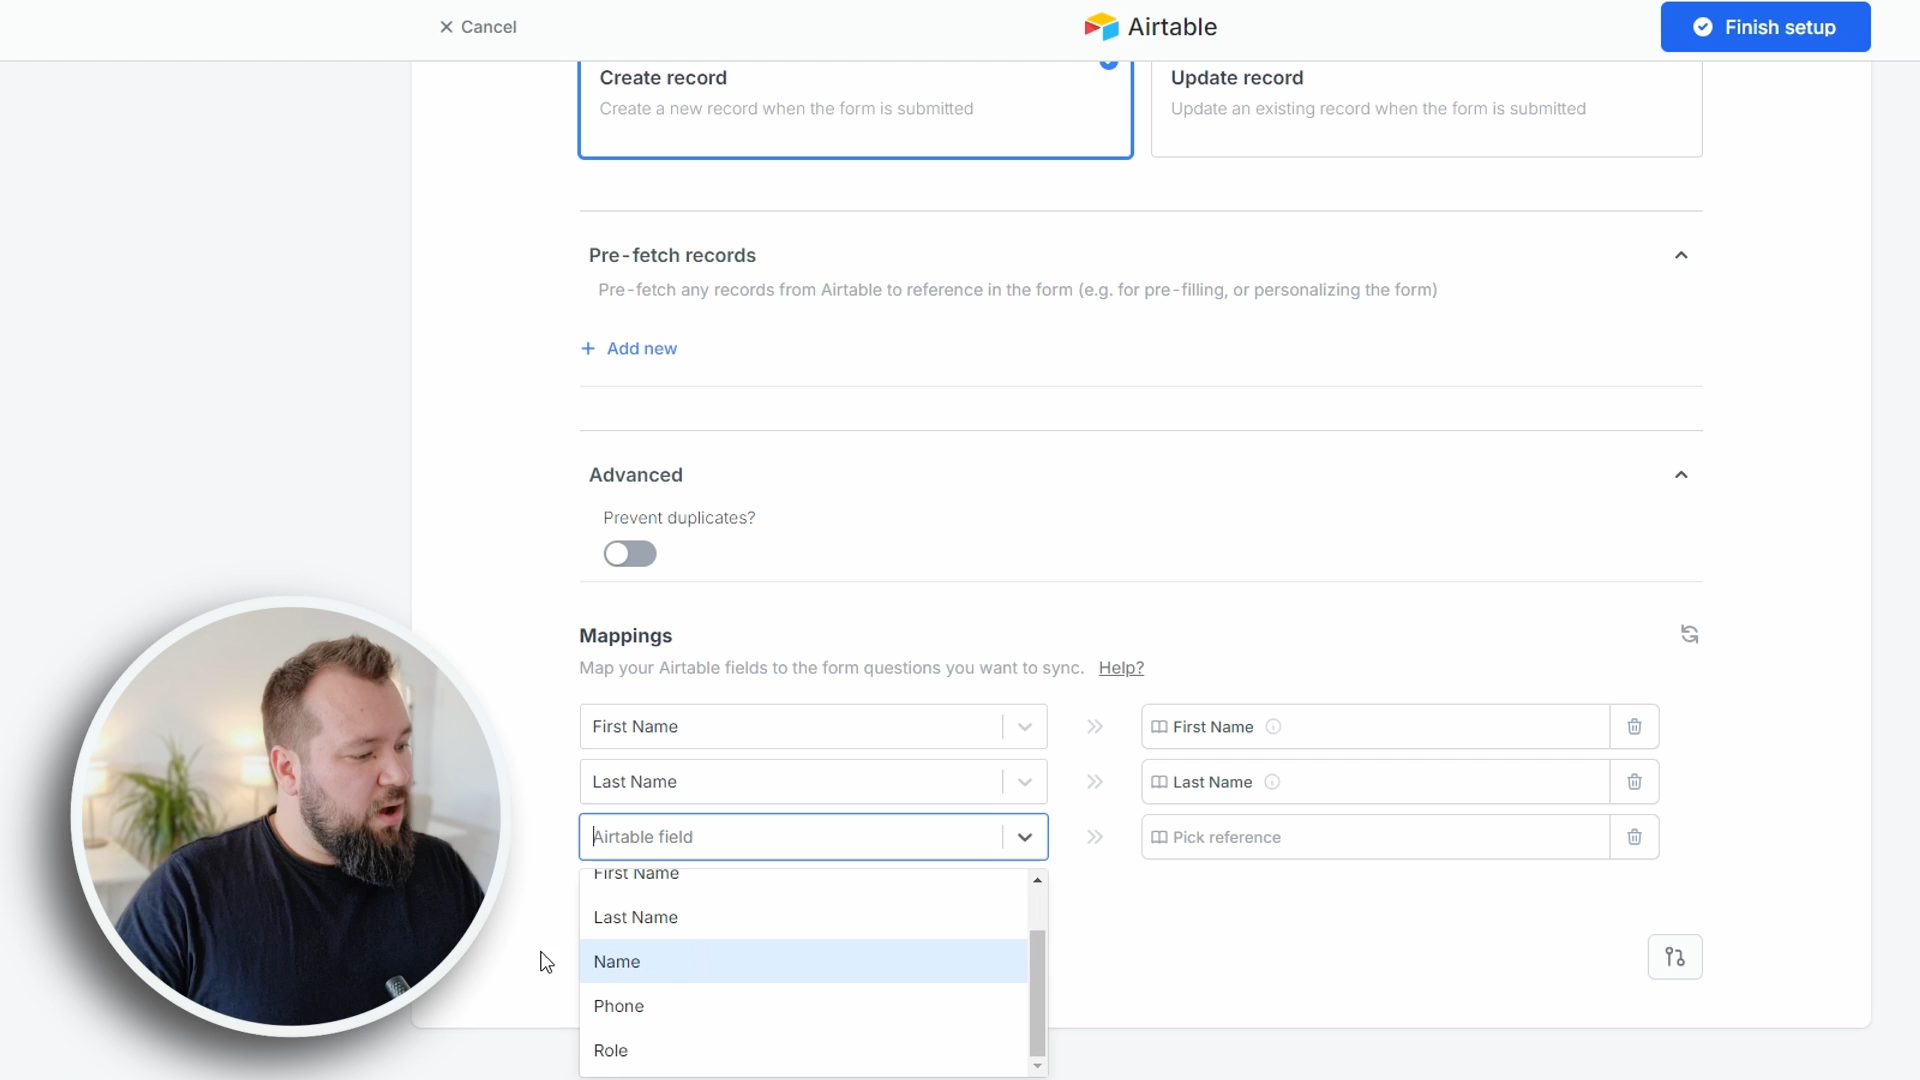 Cancel
Airtable
Finish setup
Create record
Create a new record when the form is submitted
Update record
Update an existing record when the form is submitted
Pre-fetch records
Pre-fetch any records from Airtable to reference in the form (e.g. for pre-filling, or personalizing the form)
+ Add new
Advanced
Prevent duplicates?
Mappings
Map your Airtable fields to the form questions you want to sync. Help?
First Name
First Name
Last Name
Last Name
Airtable field
Pick reference
First Name
Last Name
Name
Phone
Role